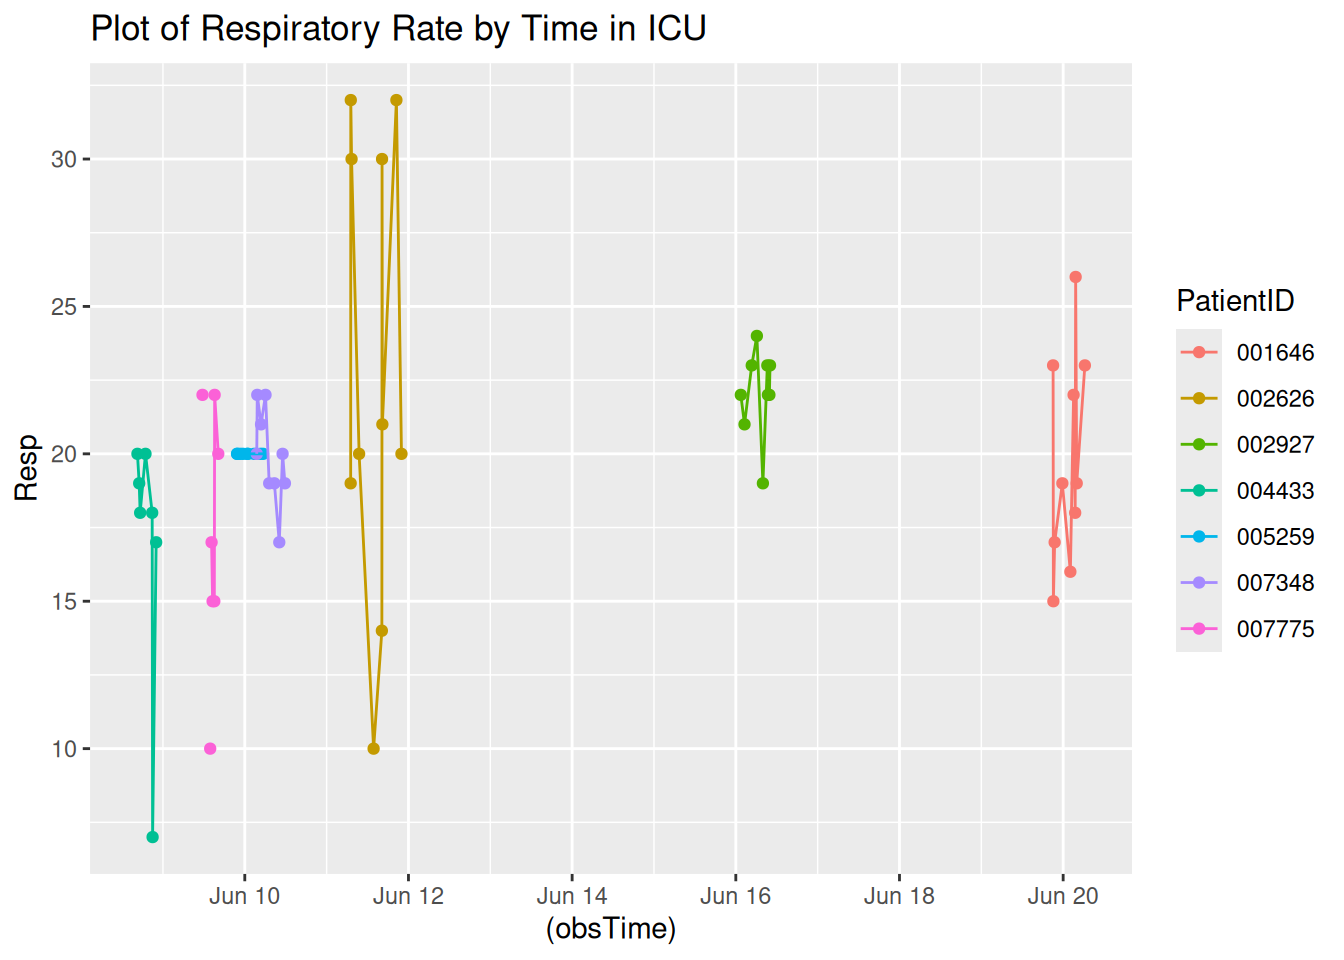 Plot of Respiratory Rate by Time in ICU
30
25
20
15
10
Resp
Jun 10 Jun 12 Jun 14 Jun 16 Jun 18 Jun 20
(obsTime)
PatientID
001646
002626
002927
004433
005259
007348
007775